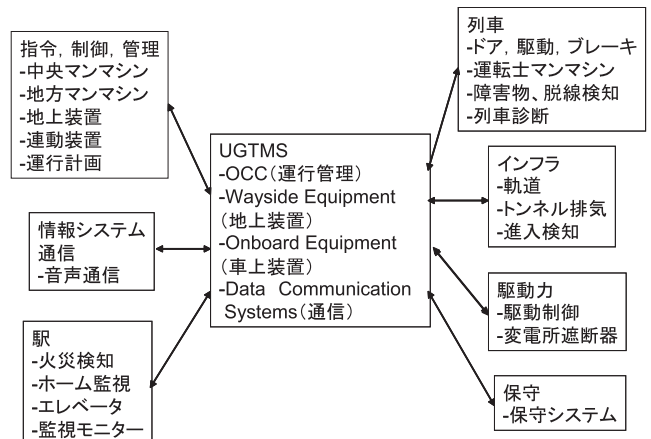 指令，制御，管理
-中央マンマシン
-地方マンマシン
-地上装置
-連動装置
-運行計画
情報システム
通信
装置
-音声通信
駅
-火災検知
-ホーム監視
-エレベータ
-監視モニター
UGTMS
-OCC（運行管理）
-Wayside Equipment
（地上装置）
-Onboard Equipment
（車上装置）
-Data Communication
Systems（通信）
列車
-ドア，駆動，ブレーキ
-運転士マンマシン
-障害物、脱線検知
-列車診断
インフラ
-軌道
-トンネル排気
-進入検知
駆動力
-駆動制御
-変電所遮断器
保守
-保守システム